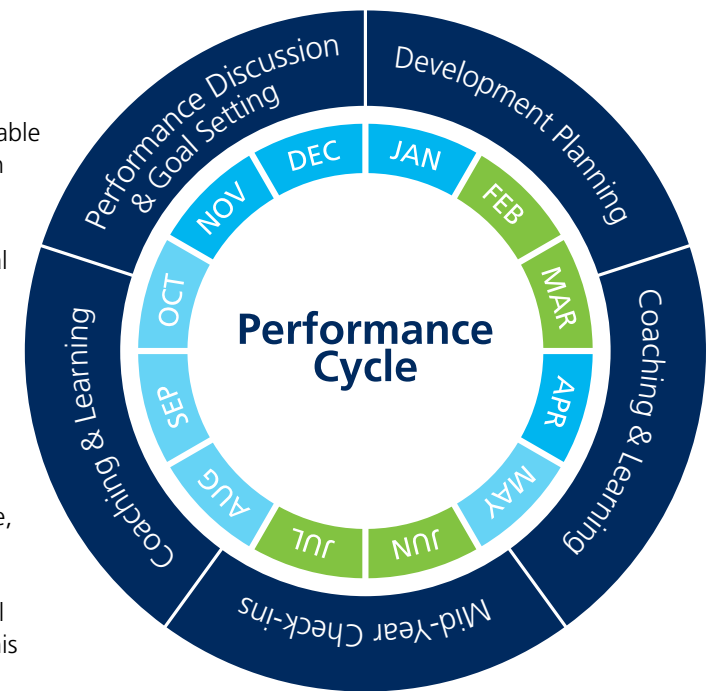 able
Performance Discussion
& Goal Setting
Development Planning
Coaching & Learning
Mid-Year Check-ins
Coaching & Learning
JAN
FEB
MAR
APR
MAY
JUN
JUL
AUG
SEP
OCT
NOV
DEC
Performance
Cycle